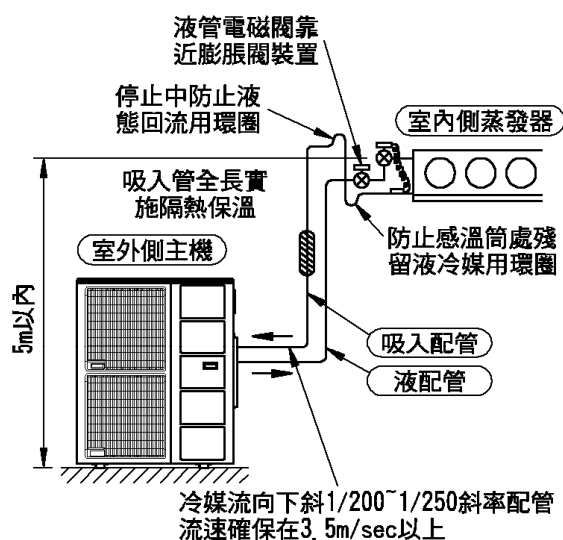 液管電磁閥靠
近膨脹閥裝置
停止中防止液
態回流用環圈
室內側蒸發器
吸入管全長實
施隔熱保溫
防止感溫筒處殘
留液冷媒用環圈
室外側主機
5m以內
吸入配管
液配管
冷媒流向下斜1/200~1/250斜率配管
流速確保在3.5m/sec以上